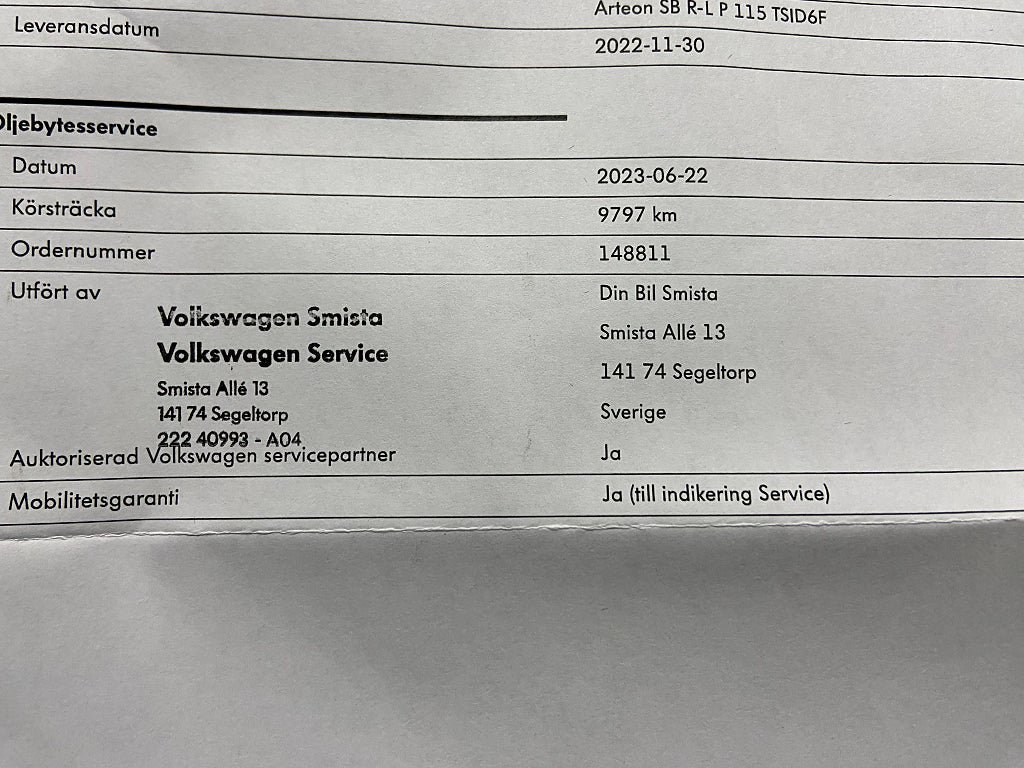 Arteon SB R-L P 115 TSID6F
Leveransdatum 2022-11-30
Oljebytesservice
Datum 2023-06-22
Körsträcka 9797 km
Ordernummer 148811
Utfört av Din Bil Smista
Volkswagen Smista
Smista Allé 13
Volkswagen Service
141 74 Segeltorp
Smista Allé 13
141 74 Segeltorp Sverige
222 40993 - A04
Auktoriserad Volkswagen servicepartner Ja
Mobilitetsgaranti Ja (till indikering Service)